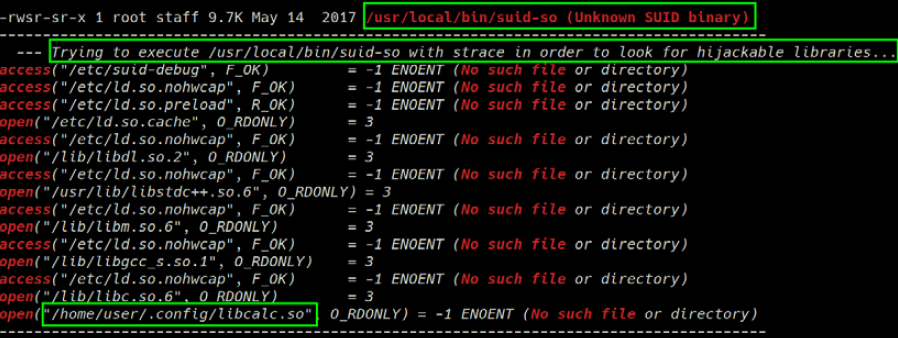 -rwsr-sr-x 1 root staff 9.7K May 14  2017 /usr/local/bin/suid-so (Unknown SUID binary)
--- Trying to execute /usr/local/bin/suid-so with strace in order to look for hijackable libraries...
access("/etc/suid-debug", F_OK)         = -1 ENOENT (No such file or directory)
access("/etc/ld.so.nohwcap", F_OK)      = -1 ENOENT (No such file or directory)
access("/etc/ld.so.preload", R_OK)      = -1 ENOENT (No such file or directory)
open("/etc/ld.so.cache", O_RDONLY)      = 3
access("/etc/ld.so.nohwcap", F_OK)      = -1 ENOENT (No such file or directory)
open("/lib/libdl.so.2", O_RDONLY)       = 3
access("/etc/ld.so.nohwcap", F_OK)      = -1 ENOENT (No such file or directory)
open("/usr/lib/libstdc++.so.6", O_RDONLY) = 3
access("/etc/ld.so.nohwcap", F_OK)      = -1 ENOENT (No such file or directory)
open("/lib/libm.so.6", O_RDONLY)        = 3
access("/etc/ld.so.nohwcap", F_OK)      = -1 ENOENT (No such file or directory)
open("/lib/libgcc_s.so.1", O_RDONLY)    = 3
access("/etc/ld.so.nohwcap", F_OK)      = -1 ENOENT (No such file or directory)
open("/lib/libc.so.6", O_RDONLY)        = 3
open("/home/user/.config/libcalc.so", O_RDONLY) = -1 ENOENT (No such file or directory)